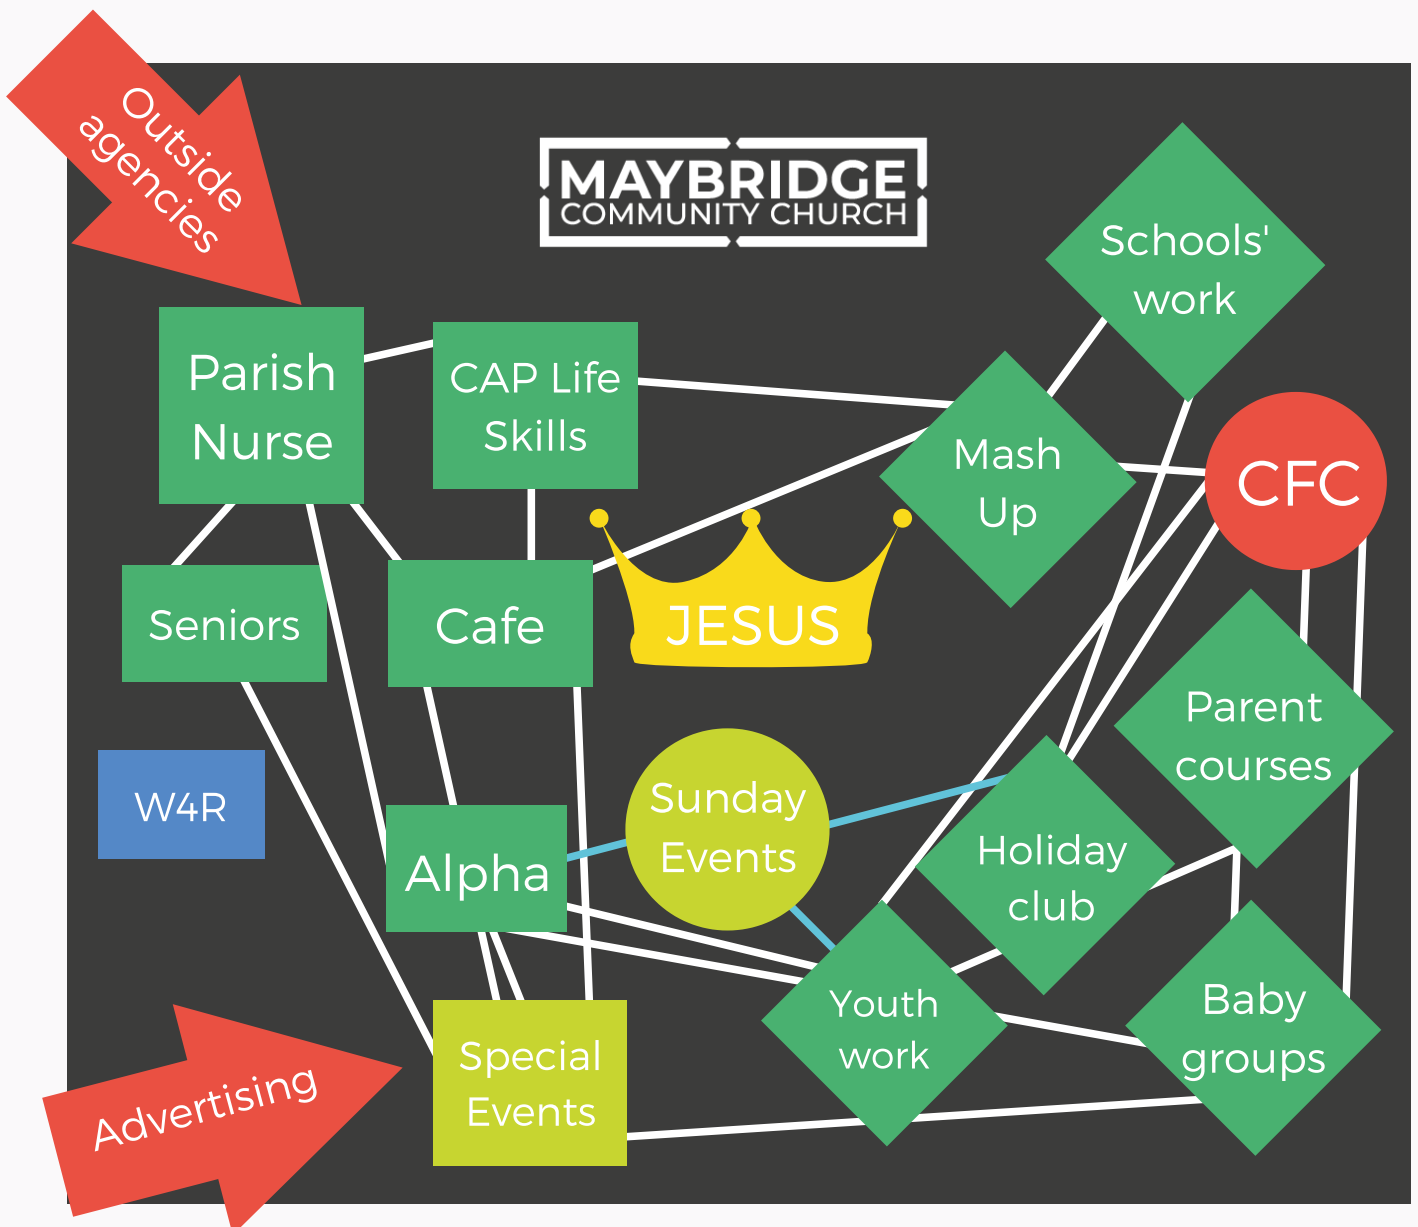 Outside
agencies
MAYBRIDGE
COMMUNITY CHURCH
Schools'
work
Parish
Nurse
CAP Life
Skills
Mash
Up
CFC
Seniors
Cafe
JESUS
Parent
courses
W4R
Sunday
Events
Alpha
Holiday
club
Youth
work
Baby
groups
Special
Events
Advertising